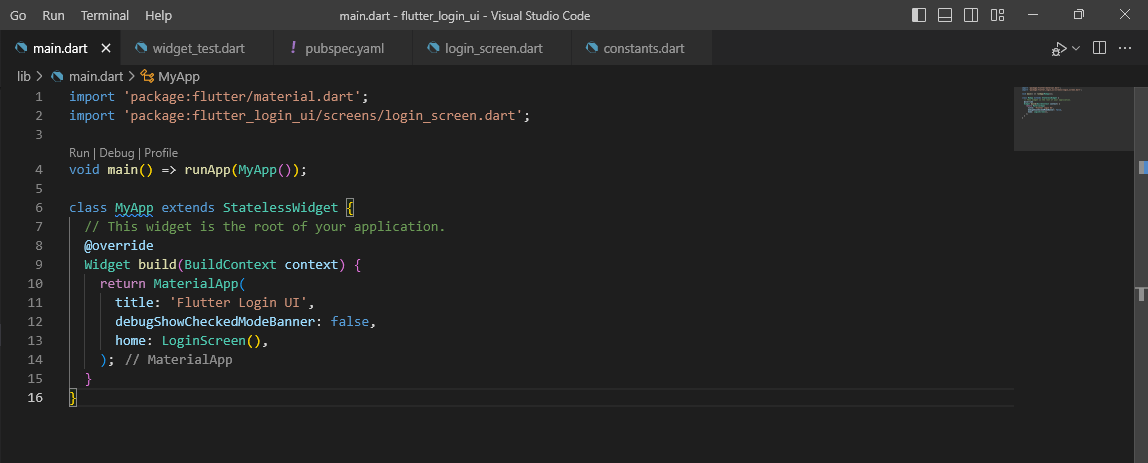 Go Run Terminal Help main.dart - flutter_login_ui - Visual Studio Code
main.dart widget_test.dart ! pubspec.yaml login_screen.dart constants.dart
lib > main.dart > MyApp
1 import 'package:flutter/material.dart';
2 import 'package:flutter_login_ui/screens/login_screen.dart';
3
Run | Debug | Profile
4 void main() => runApp(MyApp());
5
6 class MyApp extends StatelessWidget {
7 // This widget is the root of your application.
8 @override
9 Widget build(BuildContext context) {
10 return MaterialApp(
11 title: 'Flutter Login UI',
12 debugShowCheckedModeBanner: false,
13 home: LoginScreen(),
14 ); // MaterialApp
15 }
16 }